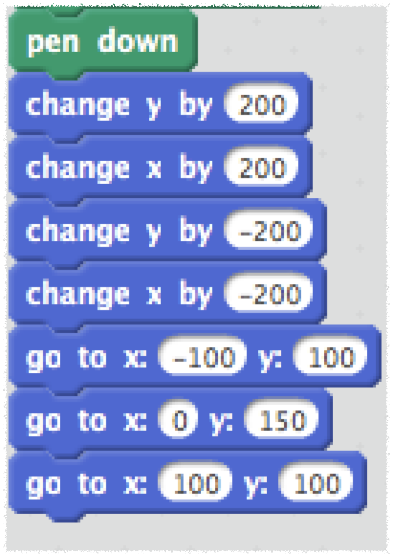 pen down
change y by 200
change x by 200
change y by -200
change x by -200
go to x: -100 y: 100
go to x: 0 y: 150
go to x: 100 y: 100